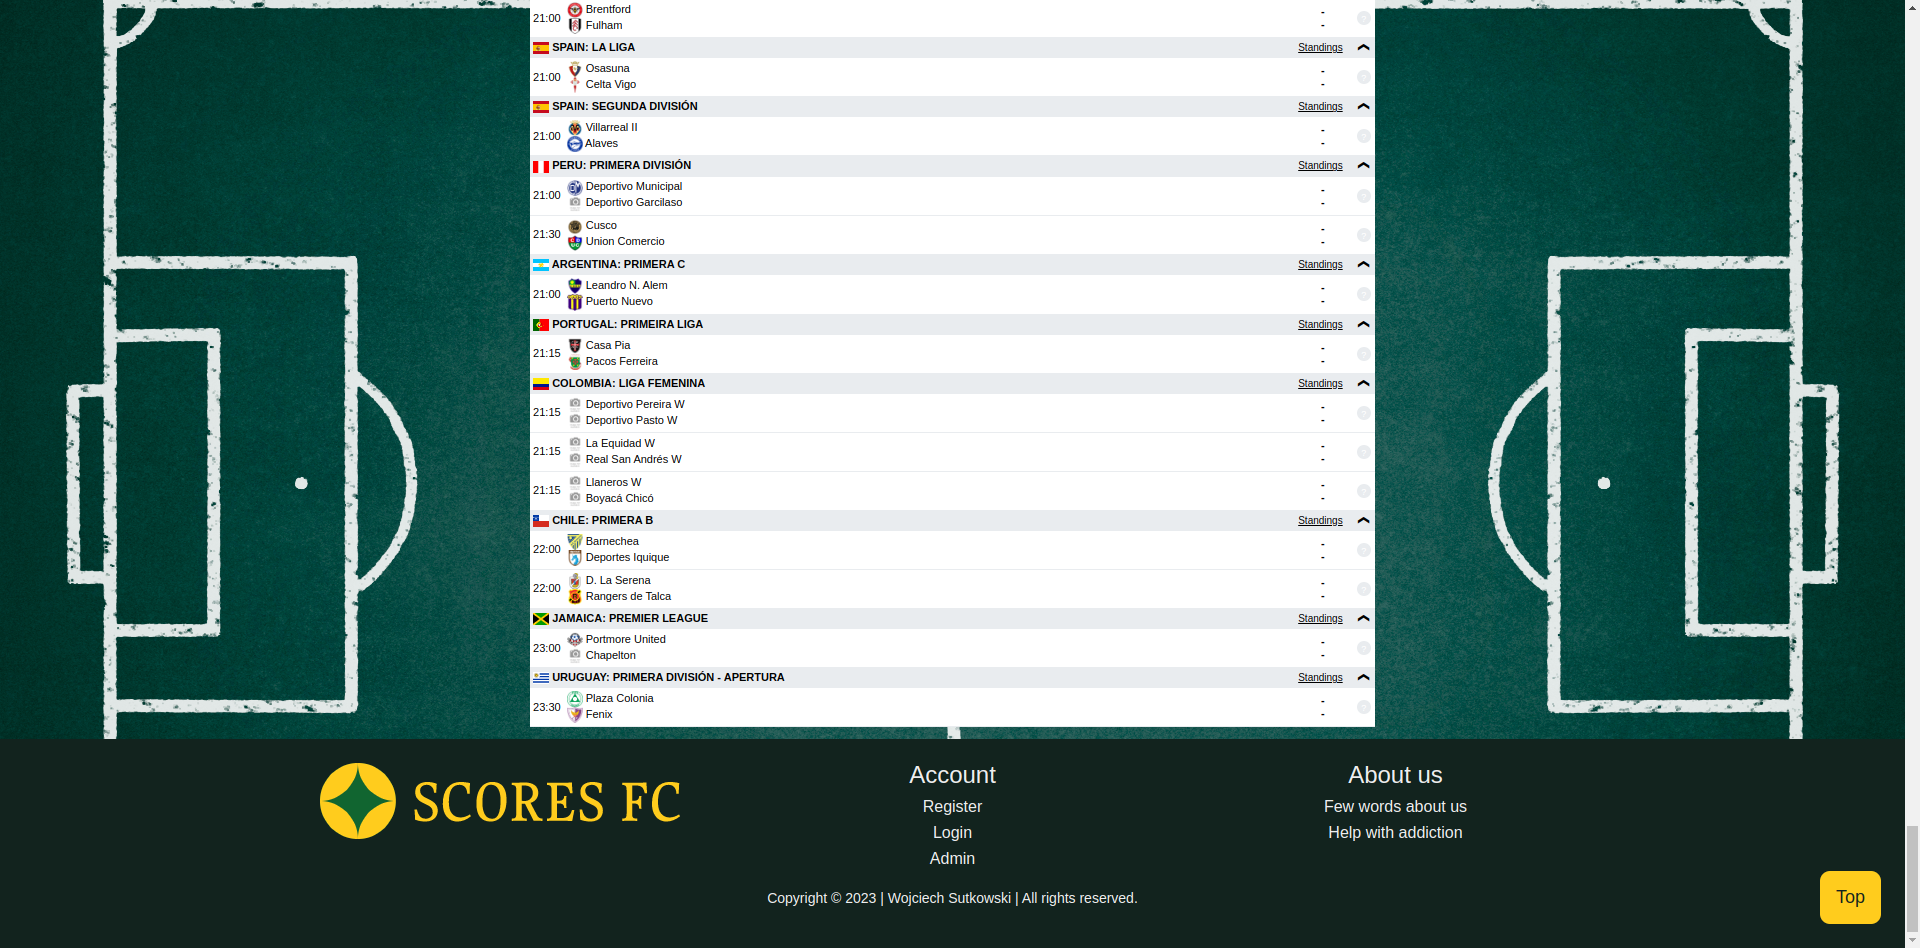 Brentford
21:00
Fulham
-
-
SPAIN: LA LIGA Standings
Osasuna
21:00
Celta Vigo
-
-
SPAIN: SEGUNDA DIVISIÓN Standings
Villarreal II
21:00
Alaves
-
-
PERU: PRIMERA DIVISIÓN Standings
Deportivo Municipal
21:00
Deportivo Garcilaso
-
-
Cusco
21:30
Union Comercio
-
-
ARGENTINA: PRIMERA C Standings
Leandro N. Alem
21:00
Puerto Nuevo
-
-
PORTUGAL: PRIMEIRA LIGA Standings
Casa Pia
21:15
Pacos Ferreira
-
-
COLOMBIA: LIGA FEMENINA Standings
Deportivo Pereira W
21:15
Deportivo Pasto W
-
-
La Equidad W
21:15
Real San Andrés W
-
-
Llaneros W
21:15
Boyacá Chicó
-
-
CHILE: PRIMERA B Standings
Barnechea
22:00
Deportes Iquique
-
-
D. La Serena
22:00
Rangers de Talca
-
-
JAMAICA: PREMIER LEAGUE Standings
Portmore United
23:00
Chapelton
-
-
URUGUAY: PRIMERA DIVISIÓN - APERTURA Standings
Plaza Colonia
23:30
Fenix
-
-
SCORES FC
Account
Register
Login
Admin
About us
Few words about us
Help with addiction
Copyright © 2023 | Wojciech Sutkowski | All rights reserved.
Top